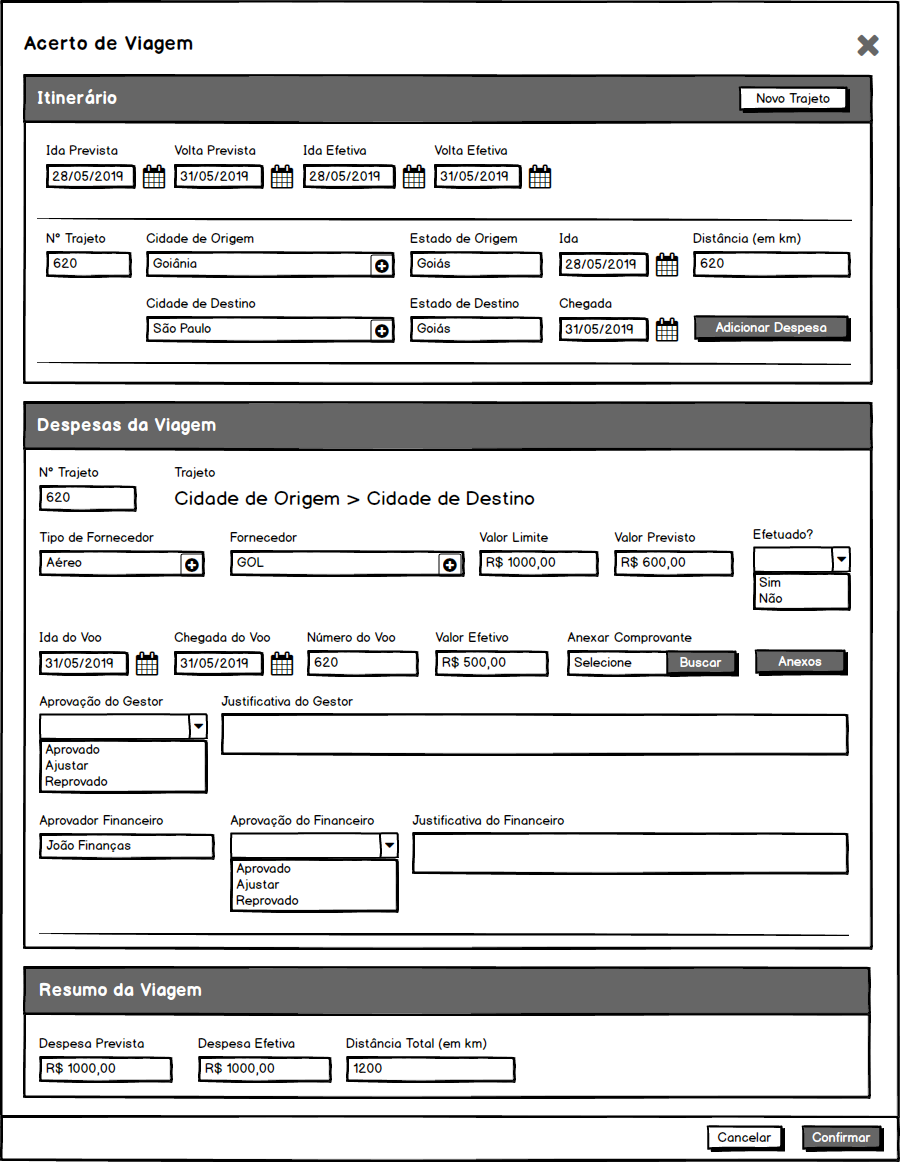 Acerto de Viagem
Itinerário
Novo Trajeto
Ida Prevista Volta Prevista Ida Efetiva Volta Efetiva
28/05/2019 31/05/2019 28/05/2019 31/05/2019
Nº Trajeto Cidade de Origem Estado de Origem Ida Distância (em km)
620 Goiânia Goiás 28/05/2019 620
Cidade de Destino Estado de Destino Chegada
São Paulo Goiás 31/05/2019 Adicionar Despesa
Despesas da Viagem
Nº Trajeto Trajeto
620 Cidade de Origem > Cidade de Destino
Tipo de Fornecedor Fornecedor Valor Limite Valor Previsto Efetuado?
Aéreo GOL R$ 1000,00 R$ 600,00
Sim
Não
Ida do Voo Chegada do Voo Número do Voo Valor Efetivo Anexar Comprovante
31/05/2019 31/05/2019 620 R$ 500,00 Selecione Buscar Anexos
Aprovação do Gestor Justificativa do Gestor
Aprovado
Ajustar
Reprovado
Aprovador Financeiro Aprovação do Financeiro Justificativa do Financeiro
João Finanças
Aprovado
Ajustar
Reprovado
Resumo da Viagem
Despesa Prevista Despesa Efetiva Distância Total (em km)
R$ 1000,00 R$ 1000,00 1200
Cancelar Confirmar